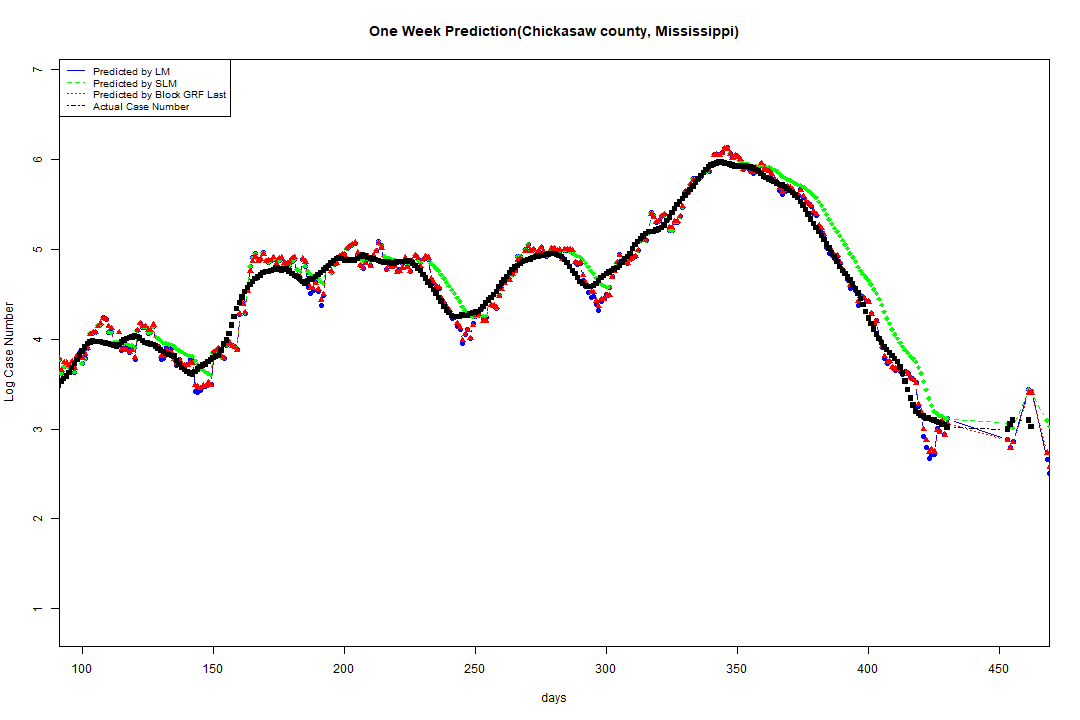 One Week Prediction(Chickasaw county, Mississippi)
Predicted by LM
Predicted by SLM
Predicted by Block GRF Last
Actual Case Number
7
6
5
4
3
2
1
Log Case Number
100 150 200 250 300 350 400 450
days